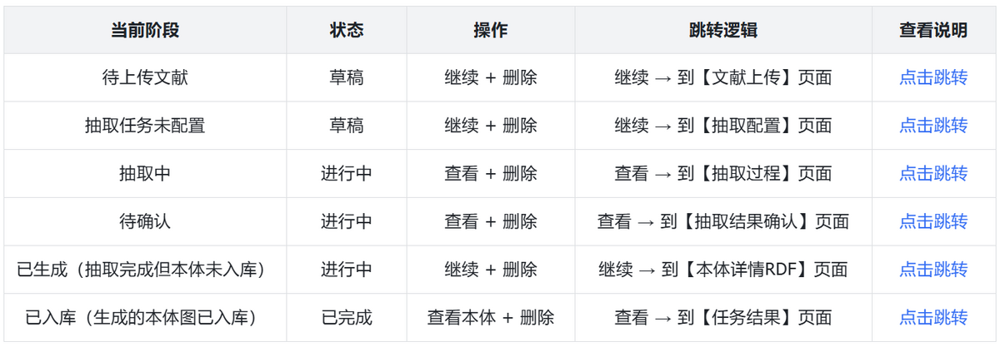 当前阶段 状态 操作 跳转逻辑 查看说明
待上传文献 草稿 继续 + 删除 继续 → 到【文献上传】页面 点击跳转
抽取任务未配置 草稿 继续 + 删除 继续 → 到【抽取配置】页面 点击跳转
抽取中 进行中 查看 + 删除 查看 → 到【抽取过程】页面 点击跳转
待确认 进行中 查看 + 删除 查看 → 到【抽取结果确认】页面 点击跳转
已生成（抽取完成但本体未入库） 进行中 继续 + 删除 继续 → 到【本体详情RDF】页面 点击跳转
已入库（生成的本体图已入库） 已完成 查看本体 + 删除 查看 → 到【任务结果】页面 点击跳转